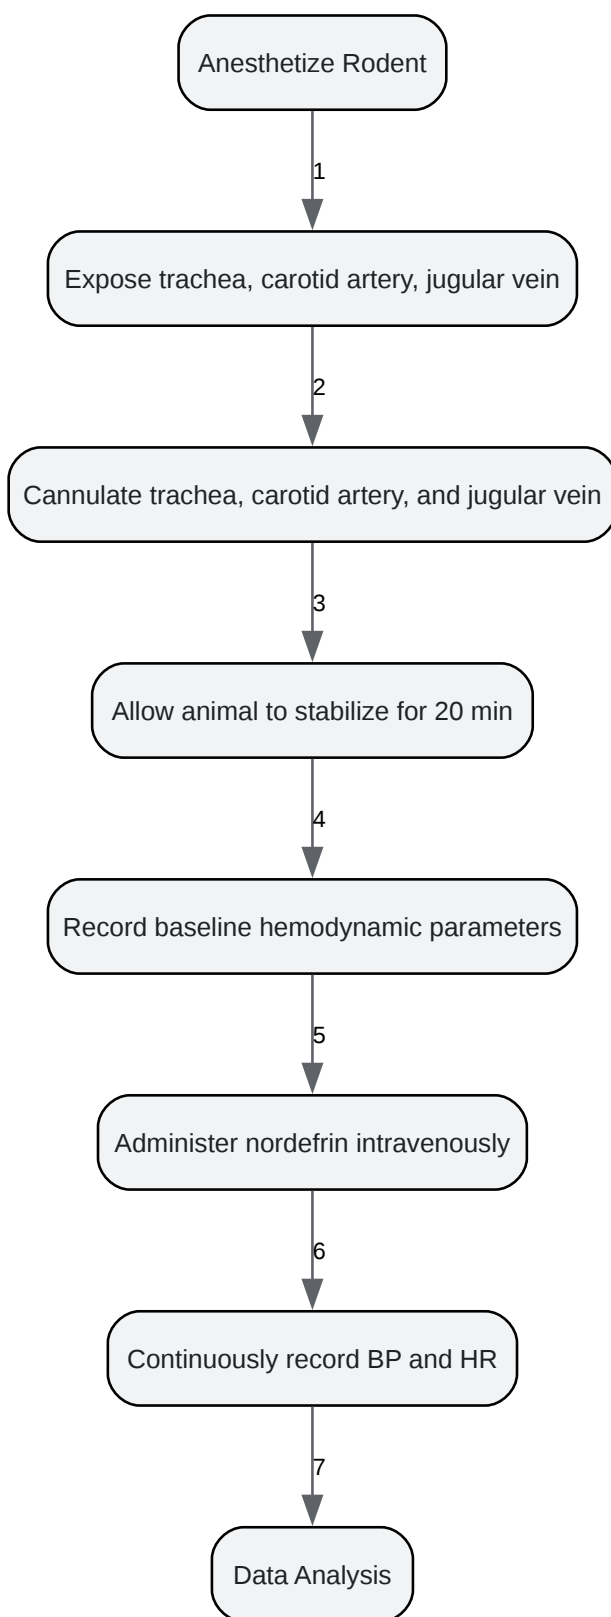 Anesthetize Rodent
1
Expose trachea, carotid artery, jugular vein
2
Cannulate trachea, carotid artery, and jugular vein
3
Allow animal to stabilize for 20 min
4
Record baseline hemodynamic parameters
5
Administer nordefrin intravenously
6
Continuously record BP and HR
7
Data Analysis